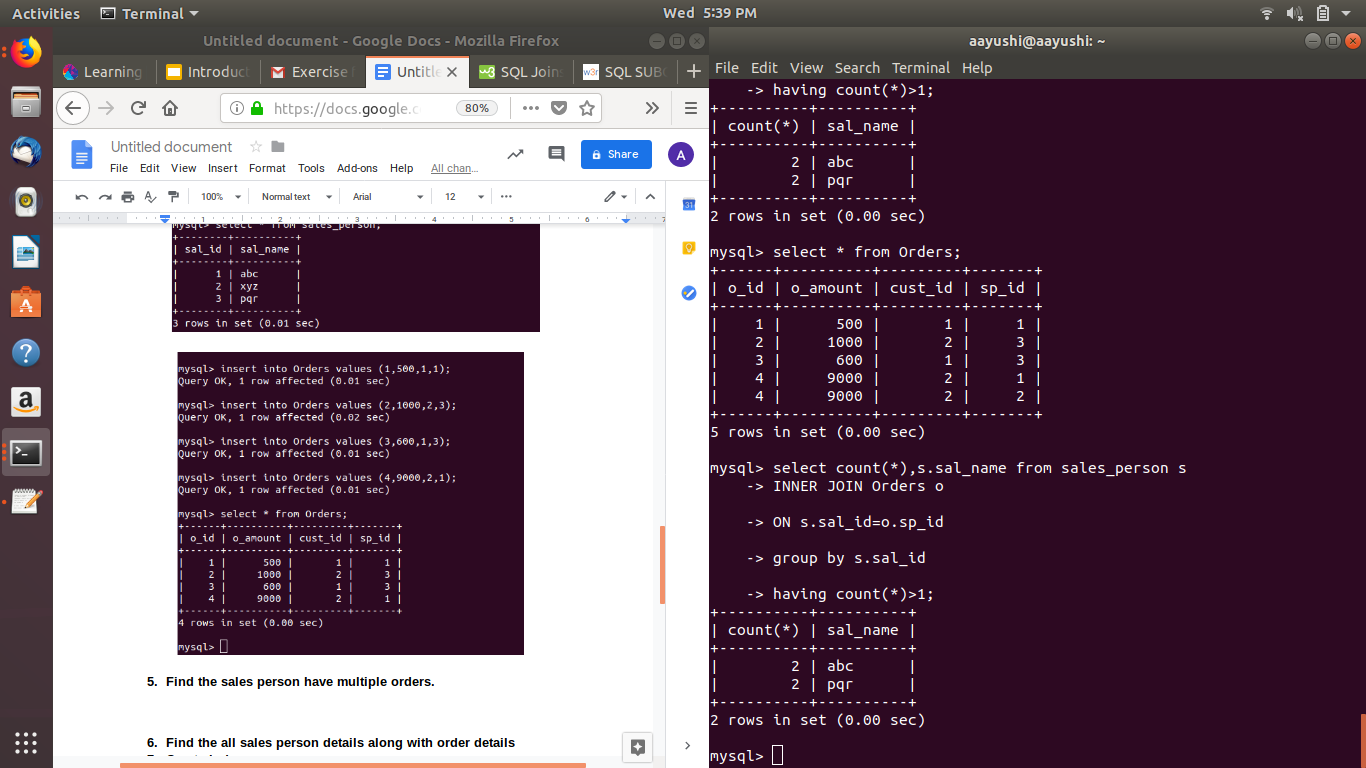 Activities Terminal Wed 5:39 PM
Untitled document - Google Docs - Mozilla Firefox
Learning Introduct Exercise Untitle SQL Join SQL SUB
https://docs.google.c 80%
Untitled document
File Edit View Insert Format Tools Add-ons Help All chan...
Share A
100% Normal text Arial 12
1 2 3 4 5 6 7
mysql> select * from sales_person;
+--------+----------+
| sal_id | sal_name |
+--------+----------+
| 1 | abc |
| 2 | xyz |
| 3 | pqr |
+--------+----------+
3 rows in set (0.01 sec)
mysql> insert into Orders values (1,500,1,1);
Query OK, 1 row affected (0.01 sec)
mysql> insert into Orders values (2,1000,2,3);
Query OK, 1 row affected (0.02 sec)
mysql> insert into Orders values (3,600,1,3);
Query OK, 1 row affected (0.01 sec)
mysql> insert into Orders values (4,9000,2,1);
Query OK, 1 row affected (0.01 sec)
mysql> select * from Orders;
+------+----------+---------+-------+
| o_id | o_amount | cust_id | sp_id |
+------+----------+---------+-------+
| 1 | 500 | 1 | 1 |
| 2 | 1000 | 2 | 3 |
| 3 | 600 | 1 | 3 |
| 4 | 9000 | 2 | 1 |
+------+----------+---------+-------+
4 rows in set (0.00 sec)
mysql>
5. Find the sales person have multiple orders.
6. Find the all sales person details along with order details
31
aayushi@aayushi: ~
File Edit View Search Terminal Help
-> having count(*)>1;
+----------+----------+
| count(*) | sal_name |
+----------+----------+
| 2 | abc |
| 2 | pqr |
+----------+----------+
2 rows in set (0.00 sec)
mysql> select * from Orders;
+------+----------+---------+-------+
| o_id | o_amount | cust_id | sp_id |
+------+----------+---------+-------+
| 1 | 500 | 1 | 1 |
| 2 | 1000 | 2 | 3 |
| 3 | 600 | 1 | 3 |
| 4 | 9000 | 2 | 1 |
| 4 | 9000 | 2 | 2 |
+------+----------+---------+-------+
5 rows in set (0.00 sec)
mysql> select count(*),s.sal_name from sales_person s
-> INNER JOIN Orders o
-> ON s.sal_id=o.sp_id
-> group by s.sal_id
-> having count(*)>1;
+----------+----------+
| count(*) | sal_name |
+----------+----------+
| 2 | abc |
| 2 | pqr |
+----------+----------+
2 rows in set (0.00 sec)
mysql>